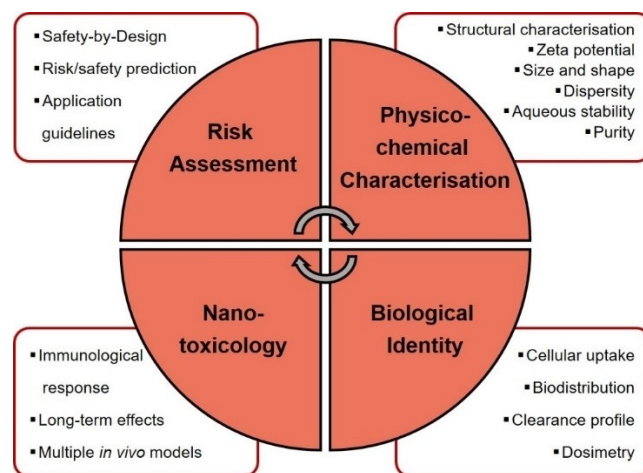 ▪ Safety-by-Design
▪ Risk/safety prediction
▪ Application
guidelines
▪ Structural characterisation
▪ Zeta potential
▪ Size and shape
▪ Dispersity
▪ Aqueous stability
▪ Purity
Risk
Assessment
Physico-
chemical
Characterisation
Nano-
toxicology
Biological
Identity
▪ Immunological
response
▪ Long-term effects
▪ Multiple in vivo models
▪ Cellular uptake
▪ Biodistribution
▪ Clearance profile
▪ Dosimetry